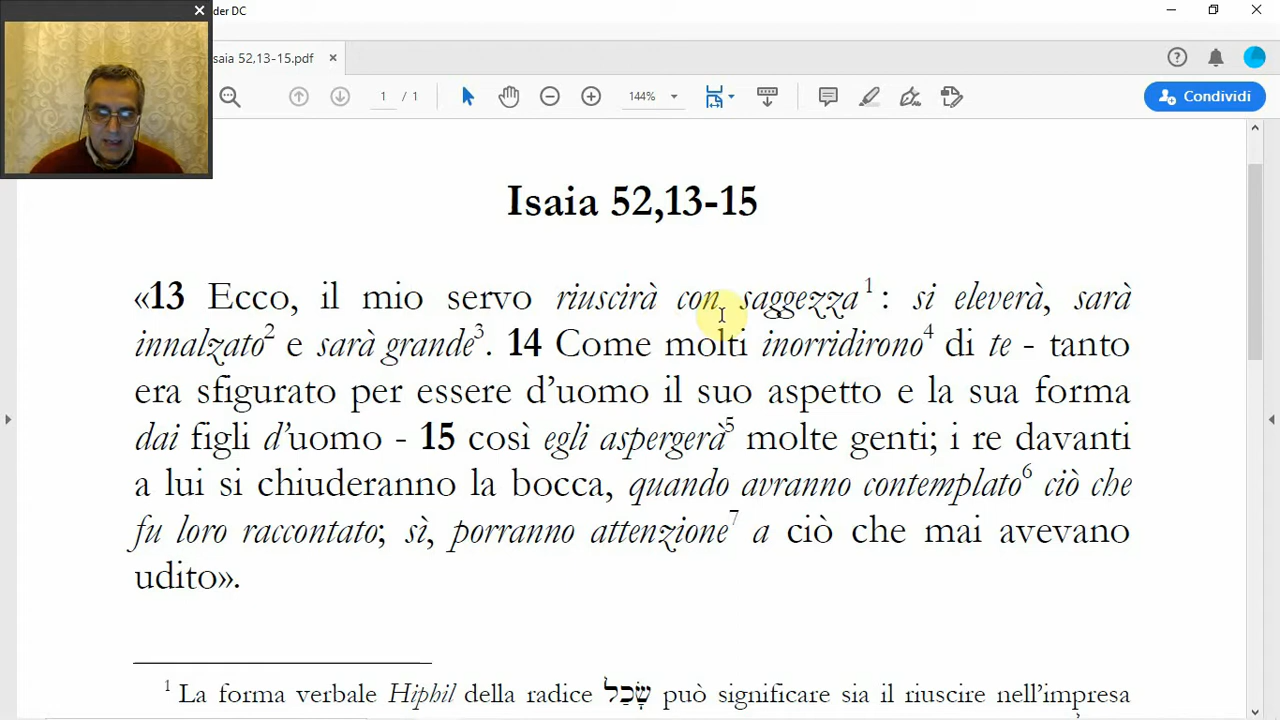 der DC
saia 52,13-15.pdf
1 / 1
144%
Condividi
Isaia 52,13-15
«13 Ecco, il mio servo riuscirà con saggezza1: si eleverà, sarà
innalzato2 e sarà grande3. 14 Come molti inorridirono4 di te - tanto
era sfigurato per essere d’uomo il suo aspetto e la sua forma
dai figli d’uomo - 15 così egli aspergerà5 molte genti; i re davanti
a lui si chiuderanno la bocca, quando avranno contemplato6 ciò che
fu loro raccontato; sì, porranno attenzione7 a ciò che mai avevano
udito».
1 La forma verbale Hiphil della radice שָׂכַל può significare sia il riuscire nell’impresa